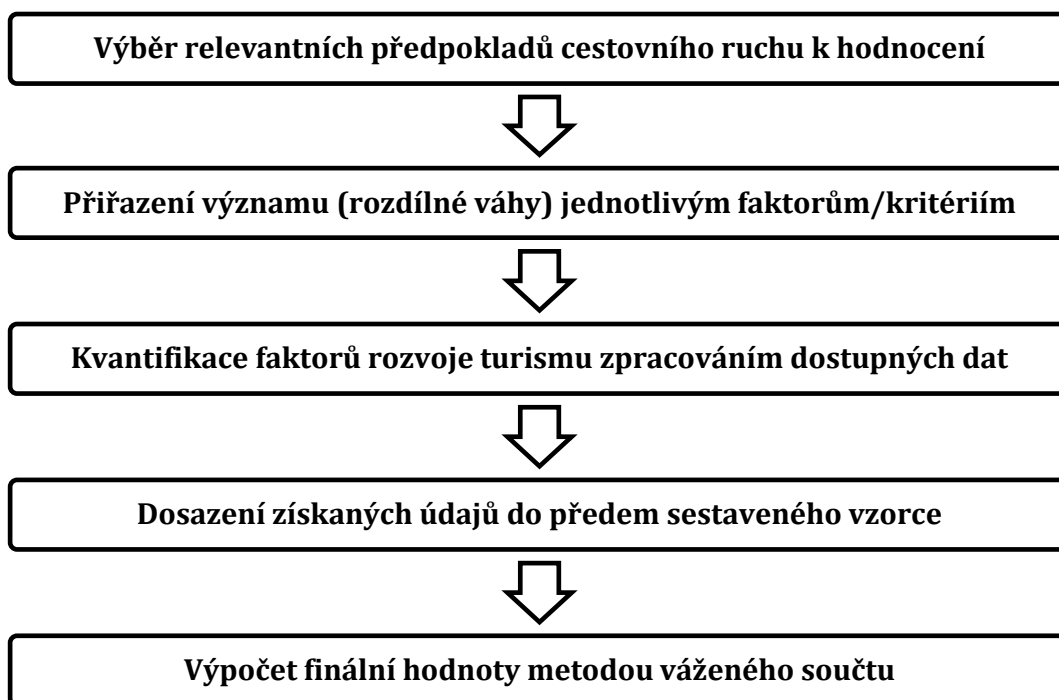 Výběr relevantních předpokladů cestovního ruchu k hodnocení
Přiřazení významu (rozdílné váhy) jednotlivým faktorům/kritériím
Kvantifikace faktorů rozvoje turismu zpracováním dostupných dat
Dosazení získaných údajů do předem sestaveného vzorce
Výpočet finální hodnoty metodou váženého součtu